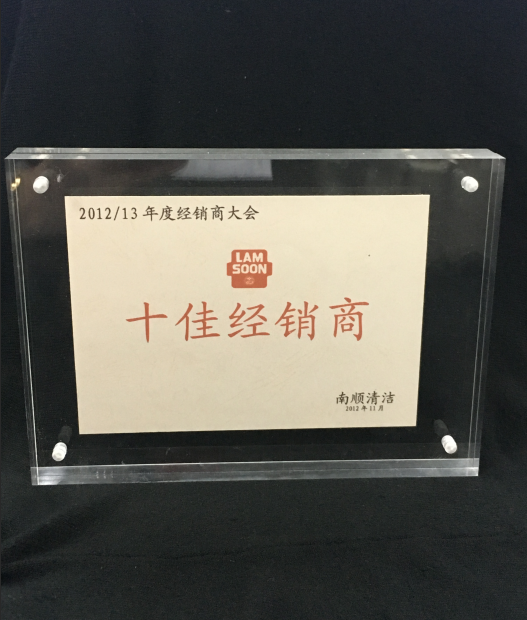 2012/13 年度经销商大会
LAM
SOON
十佳经销商
南顺清洁
2012 年 11 月